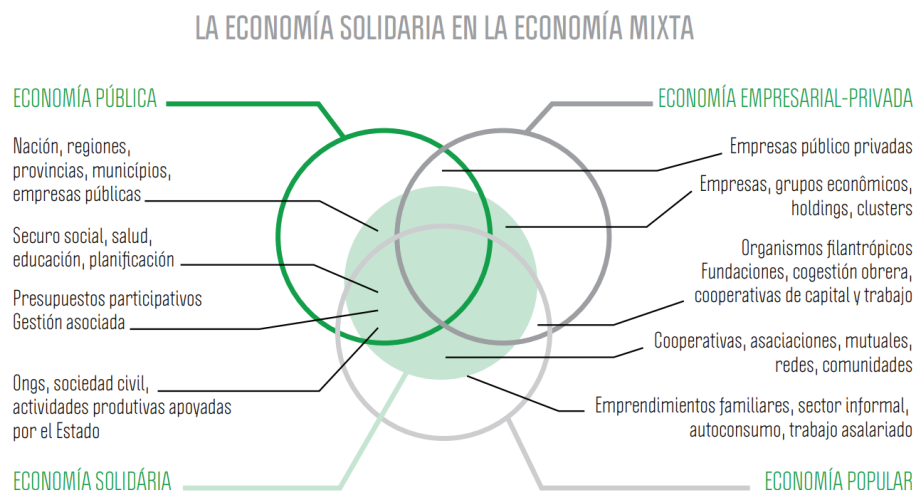 LA ECONOMÍA SOLIDARIA EN LA ECONOMÍA MIXTA
ECONOMÍA PÚBLICA
Nación, regiones,
provincias, municípios,
empresas públicas
Securo social, salud,
educación, planificación
Presupuestos participativos
Gestión asociada
Ongs, sociedad civil,
actividades produtivas apoyadas
por el Estado
ECONOMÍA SOLIDÁRIA
ECONOMÍA EMPRESARIAL-PRIVADA
Empresas público privadas
Empresas, grupos econômicos,
holdings, clusters
Organismos filantrópicos
Fundaciones, cogestión obrera,
cooperativas de capital y trabajo
Cooperativas, asaciaciones, mutuales,
redes, comunidades
Emprendimientos familiares, sector informal,
autoconsumo, trabajo asalariado
ECONOMÍA POPULAR